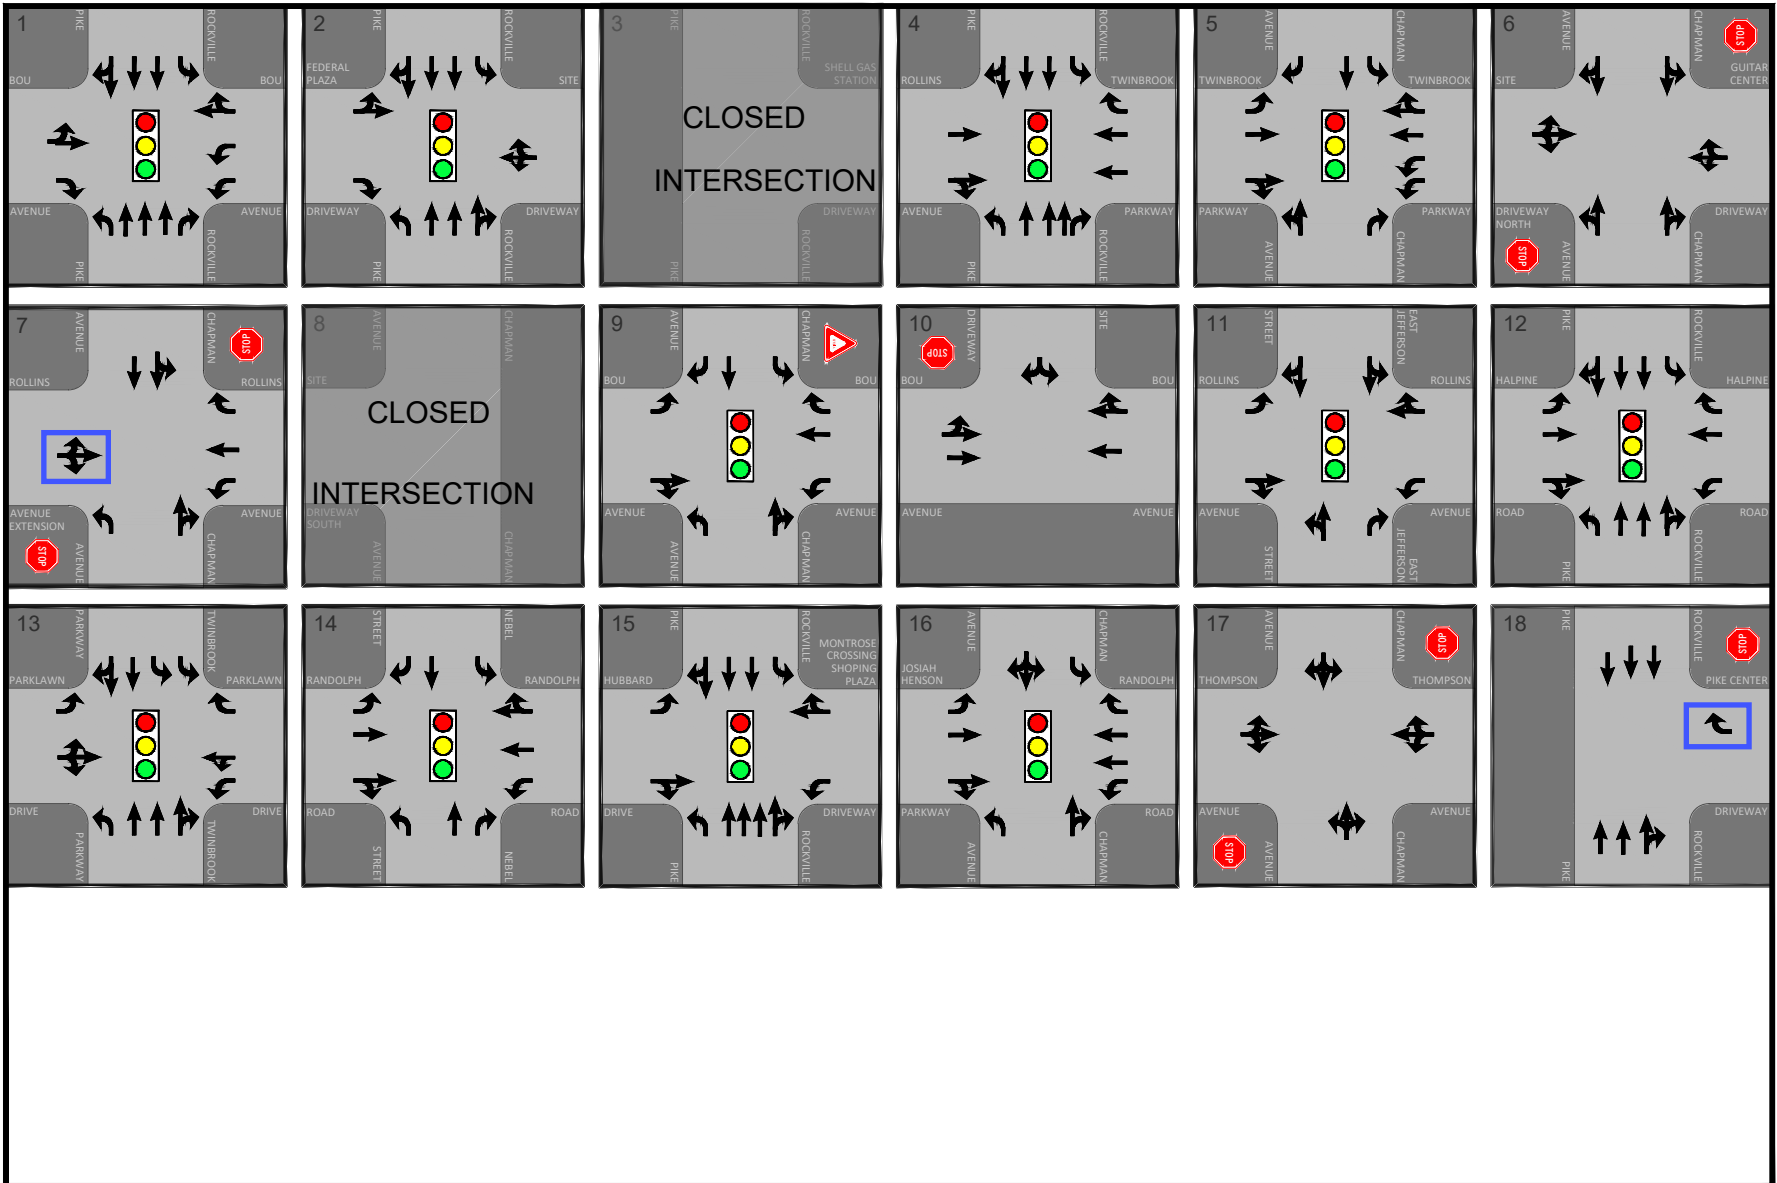 1
PIKE
ROCKVILLE
BOU
BOU
AVENUE
AVENUE
PIKE
ROCKVILLE
2
PIKE
ROCKVILLE
FEDERAL
PLAZA
SITE
DRIVEWAY
DRIVEWAY
PIKE
ROCKVILLE
3
PIKE
ROCKVILLE
SHELL GAS
STATION
CLOSED
INTERSECTION
DRIVEWAY
PIKE
ROCKVILLE
4
PIKE
ROCKVILLE
ROLLINS
TWINBROOK
AVENUE
PARKWAY
PIKE
ROCKVILLE
5
AVENUE
CHAPMAN
TWINBROOK
TWINBROOK
PARKWAY
PARKWAY
AVENUE
CHAPMAN
6
AVENUE
CHAPMAN
STOP
SITE
GUITAR
CENTER
DRIVEWAY
NORTH
DRIVEWAY
STOP
AVENUE
CHAPMAN
7
AVENUE
CHAPMAN
STOP
ROLLINS
ROLLINS
AVENUE
EXTENSION
AVENUE
STOP
AVENUE
CHAPMAN
8
AVENUE
CHAPMAN
SITE
CLOSED
INTERSECTION
DRIVEWAY
SOUTH
AVENUE
CHAPMAN
9
AVENUE
CHAPMAN
BOU
BOU
AVENUE
AVENUE
AVENUE
CHAPMAN
10
DRIVEWAY
SITE
STOP
BOU
BOU
AVENUE
AVENUE
11
STREET
EAST
JEFFERSON
ROLLINS
ROLLINS
AVENUE
AVENUE
STREET
EAST
JEFFERSON
12
PIKE
ROCKVILLE
HALPINE
HALPINE
ROAD
ROAD
PIKE
ROCKVILLE
13
PARKWAY
TWINBROOK
PARKLAWN
PARKLAWN
DRIVE
DRIVE
PARKWAY
TWINBROOK
14
STREET
NEBEL
RANDOLPH
RANDOLPH
ROAD
ROAD
STREET
NEBEL
15
PIKE
ROCKVILLE
MONTROSE
CROSSING
SHOPING
PLAZA
HUBBARD
DRIVE
DRIVEWAY
PIKE
ROCKVILLE
16
AVENUE
CHAPMAN
JOSIAH
HENSON
RANDOLPH
PARKWAY
ROAD
AVENUE
CHAPMAN
17
AVENUE
CHAPMAN
STOP
THOMPSON
THOMPSON
AVENUE
AVENUE
STOP
AVENUE
CHAPMAN
18
PIKE
ROCKVILLE
STOP
PIKE CENTER
DRIVEWAY
PIKE
ROCKVILLE